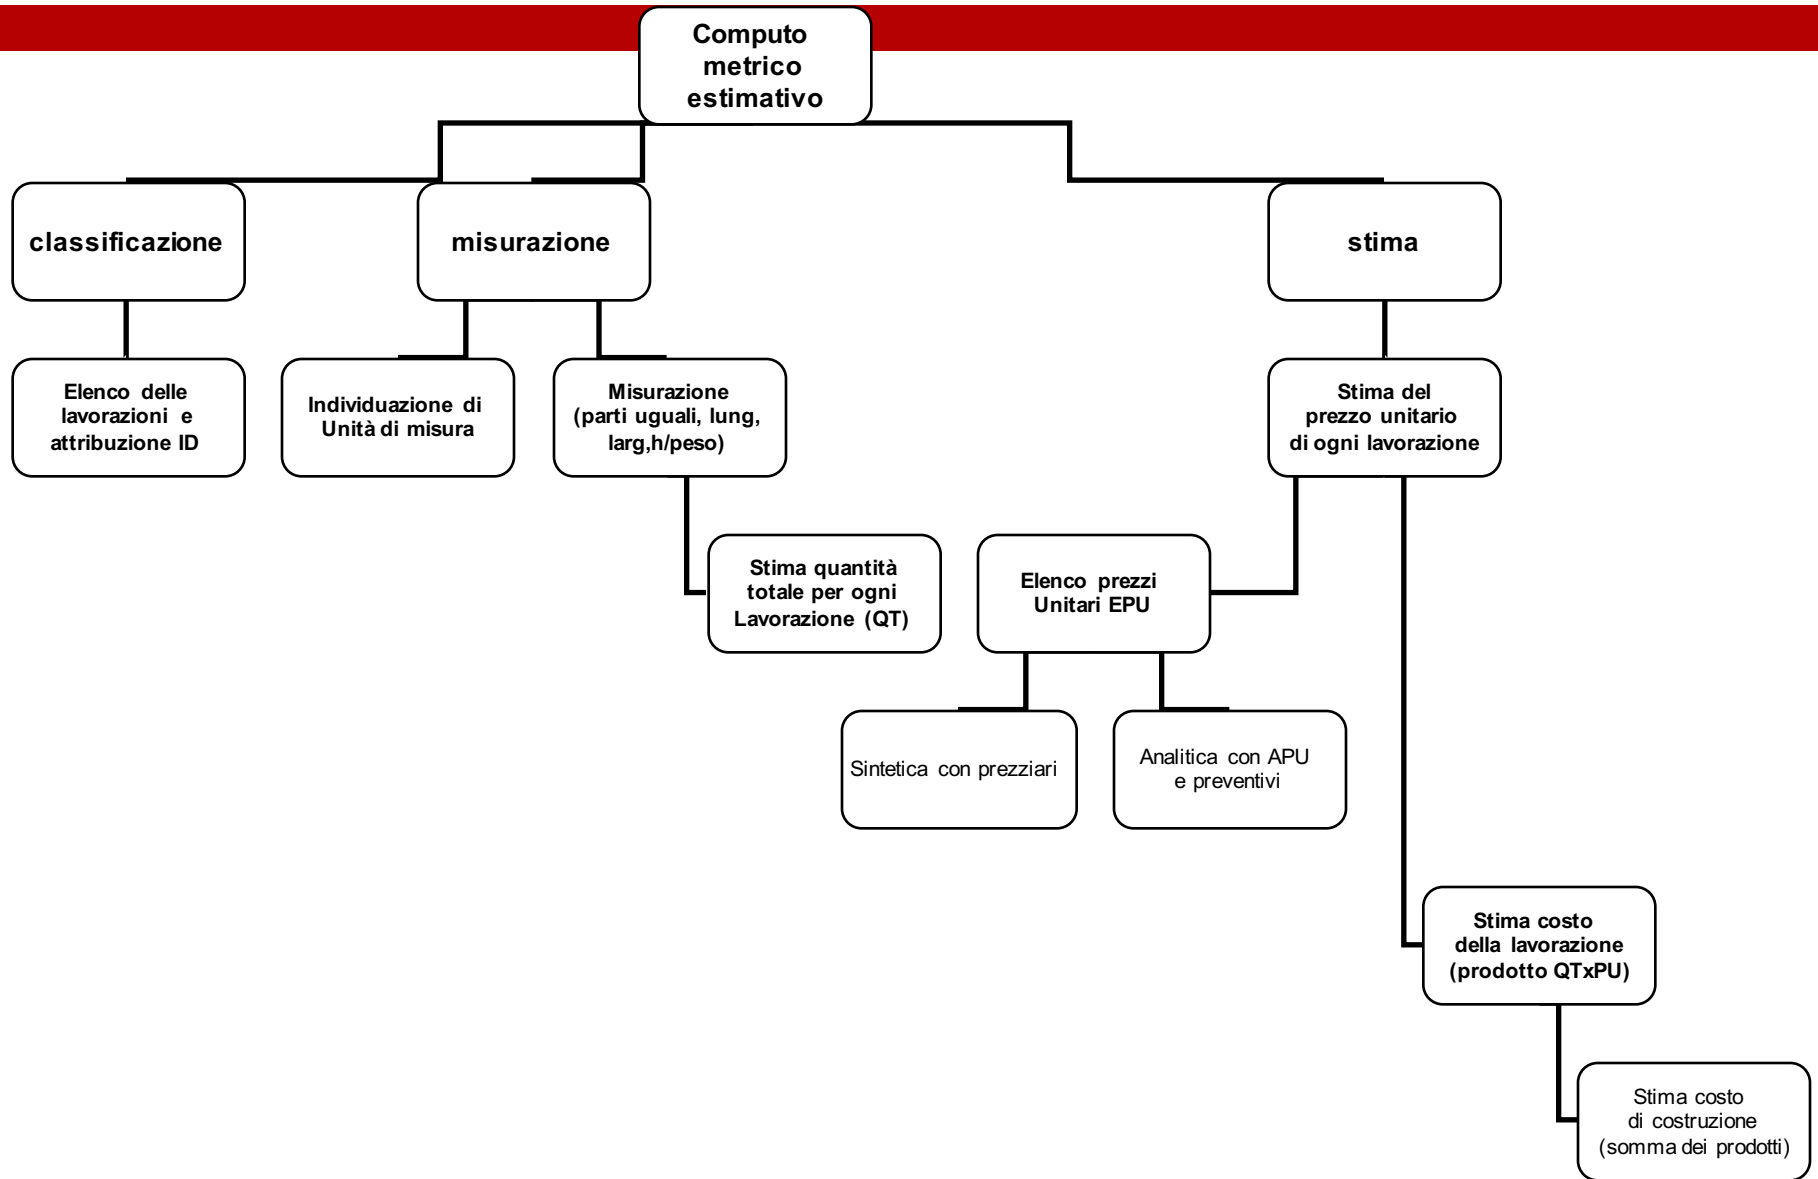 Computo
metrico
estimativo
classificazione
misurazione
stima
Elenco delle
lavorazioni e
attribuzione ID
Individuazione di
Unità di misura
Misurazione
(parti uguali, lung,
larg,h/peso)
Stima del
prezzo unitario
di ogni lavorazione
Stima quantità
totale per ogni
Lavorazione (QT)
Elenco prezzi
Unitari EPU
Sintetica con prezziari
Analitica con APU
e preventivi
Stima costo
della lavorazione
(prodotto QTxPU)
Stima costo
di costruzione
(somma dei prodotti)